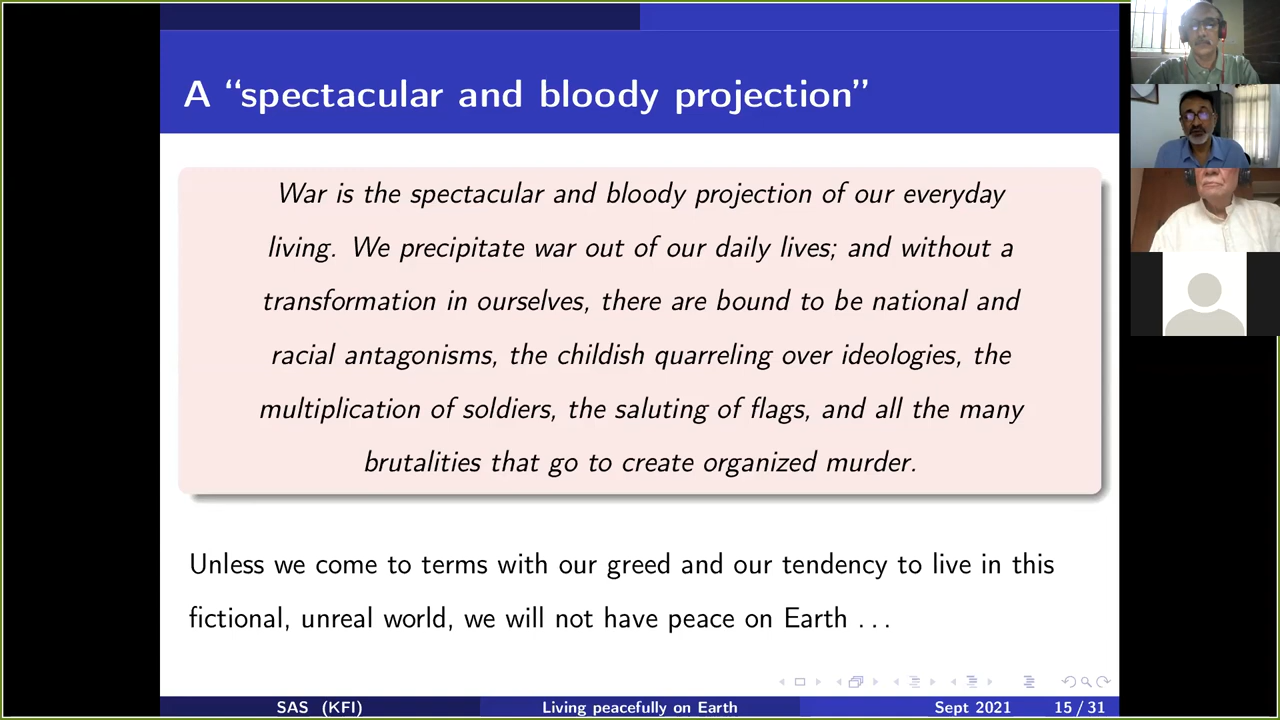 A “spectacular and bloody projection”
War is the spectacular and bloody projection of our everyday
living. We precipitate war out of our daily lives; and without a
transformation in ourselves, there are bound to be national and
racial antagonisms, the childish quarreling over ideologies, the
multiplication of soldiers, the saluting of flags, and all the many
brutalities that go to create organized murder.
Unless we come to terms with our greed and our tendency to live in this
fictional, unreal world, we will not have peace on Earth . . .
SAS (KFI) Living peacefully on Earth Sept 2021 15 / 31